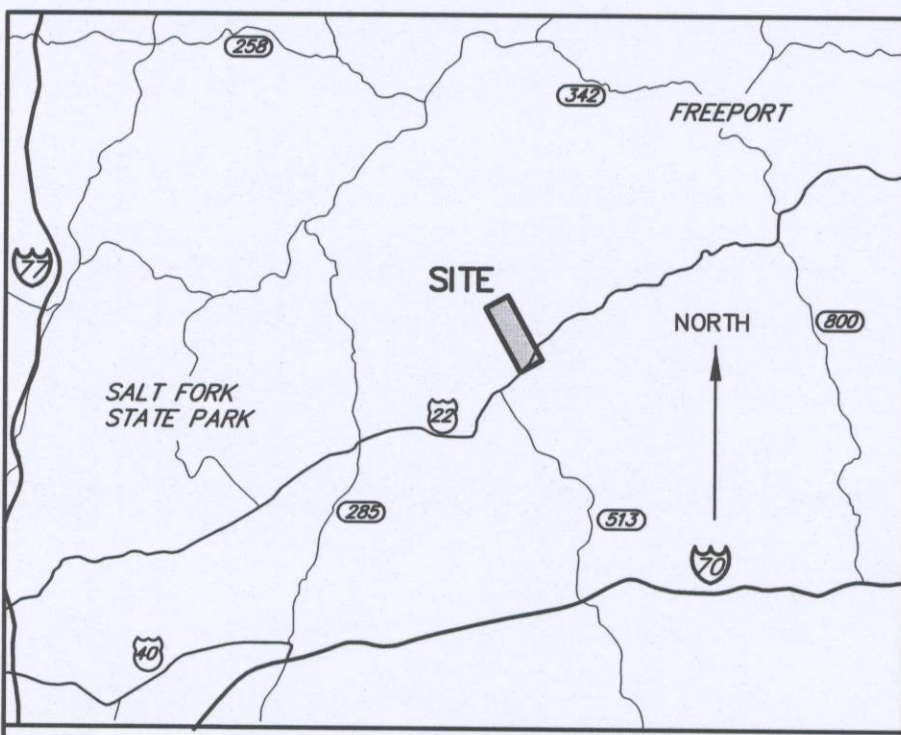 258
342
FREEPORT
77
SITE
NORTH
800
SALT FORK
STATE PARK
22
285
513
70
40